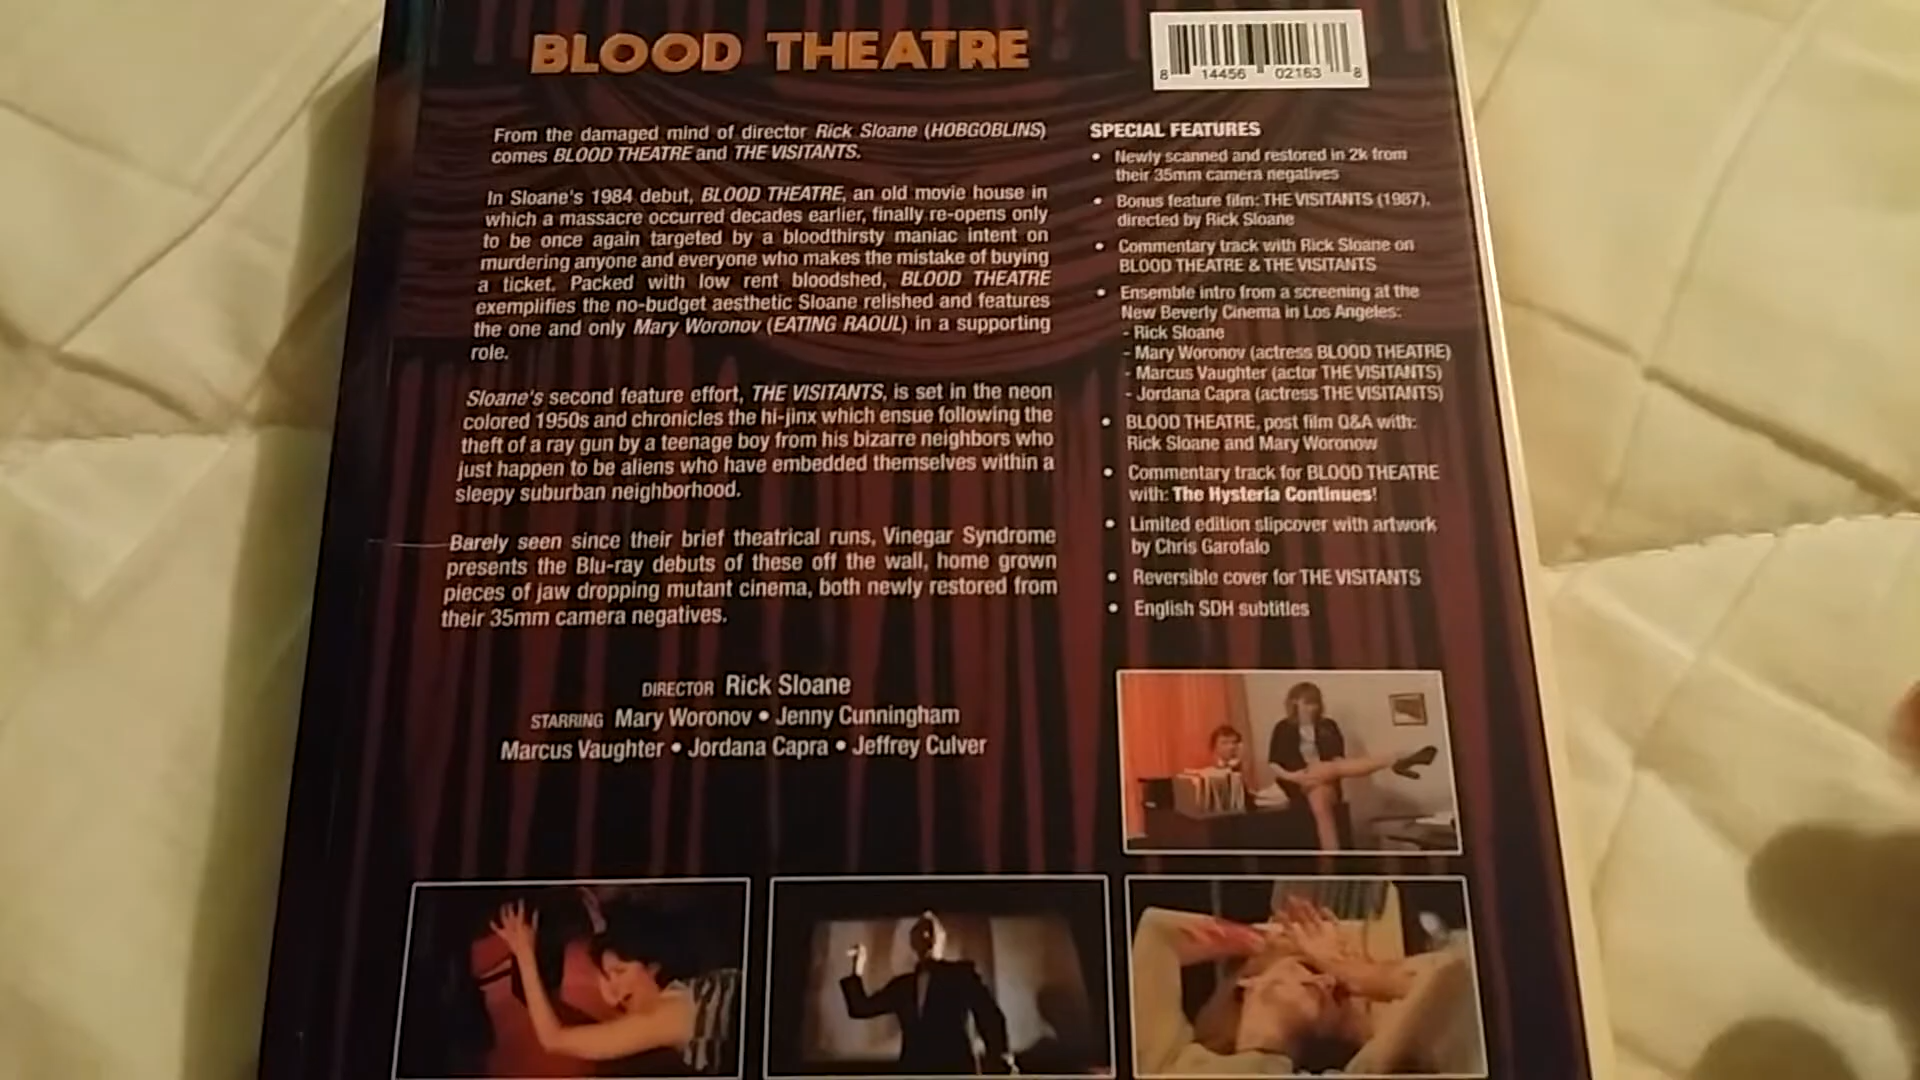 BLOOD THEATRE
8 14456 02163 8
From the damaged mind of director Rick Sloane (HOBGOBLINS)
comes BLOOD THEATRE and THE VISITANTS.
In Sloane's 1984 debut, BLOOD THEATRE, an old movie house in
which a massacre occurred decades earlier, finally re-opens only
to be once again targeted by a bloodthirsty maniac intent on
murdering anyone and everyone who makes the mistake of buying
a ticket. Packed with low rent bloodshed, BLOOD THEATRE
exemplifies the no-budget aesthetic Sloane relished and features
the one and only Mary Woronov (EATING RAOUL) in a supporting
role.
Sloane's second feature effort, THE VISITANTS, is set in the neon
colored 1950s and chronicles the hi-jinx which ensue following the
theft of a ray gun by a teenage boy from his bizarre neighbors who
just happen to be aliens who have embedded themselves within a
sleepy suburban neighborhood.
Barely seen since their brief theatrical runs, Vinegar Syndrome
presents the Blu-ray debuts of these off the wall, home grown
pieces of jaw dropping mutant cinema, both newly restored from
their 35mm camera negatives.
DIRECTOR Rick Sloane
STARRING Mary Woronov • Jenny Cunningham
Marcus Vaughter • Jordana Capra • Jeffrey Culver
SPECIAL FEATURES
• Newly scanned and restored in 2k from
their 35mm camera negatives
• Bonus feature film: THE VISITANTS (1987),
directed by Rick Sloane
• Commentary track with Rick Sloane on
BLOOD THEATRE & THE VISITANTS
• Ensemble intro from a screening at the
New Beverly Cinema in Los Angeles:
- Rick Sloane
- Mary Woronov (actress BLOOD THEATRE)
- Marcus Vaughter (actor THE VISITANTS)
- Jordana Capra (actress THE VISITANTS)
• BLOOD THEATRE, post film Q&A with:
Rick Sloane and Mary Woronow
• Commentary track for BLOOD THEATRE
with: The Hysteria Continues!
• Limited edition slipcover with artwork
by Chris Garofalo
• Reversible cover for THE VISITANTS
• English SDH subtitles